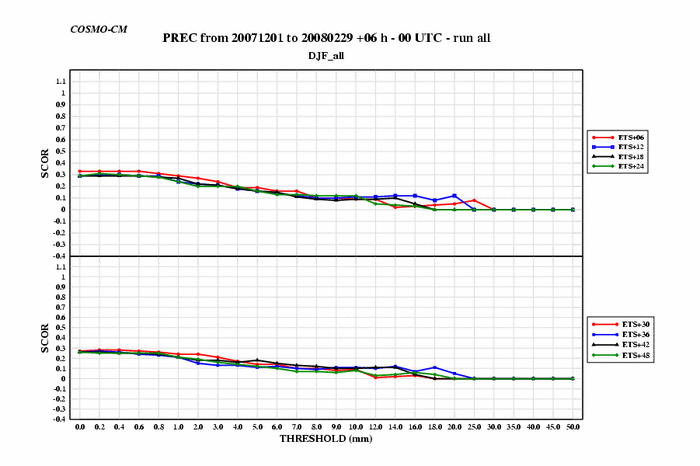 COSMO-CM
PREC from 20071201 to 20080229 +06 h - 00 UTC - run all
DJF_all
1.1
1
0.9
0.8
0.7
0.6
0.5
0.4
0.3
0.2
0.1
0
-0.1
-0.2
-0.3
-0.4
SCOR
ETS+06
ETS+12
ETS+18
ETS+24
1.1
1
0.9
0.8
0.7
0.6
0.5
0.4
0.3
0.2
0.1
0
-0.1
-0.2
-0.3
-0.4
SCOR
ETS+30
ETS+36
ETS+42
ETS+48
0.0 0.2 0.4 0.6 0.8 1.0 2.0 3.0 4.0 5.0 6.0 7.0 8.0 9.0 10.0 12.0 14.0 16.0 18.0 20.0 25.0 30.0 35.0 40.0 45.0 50.0
THRESHOLD (mm)